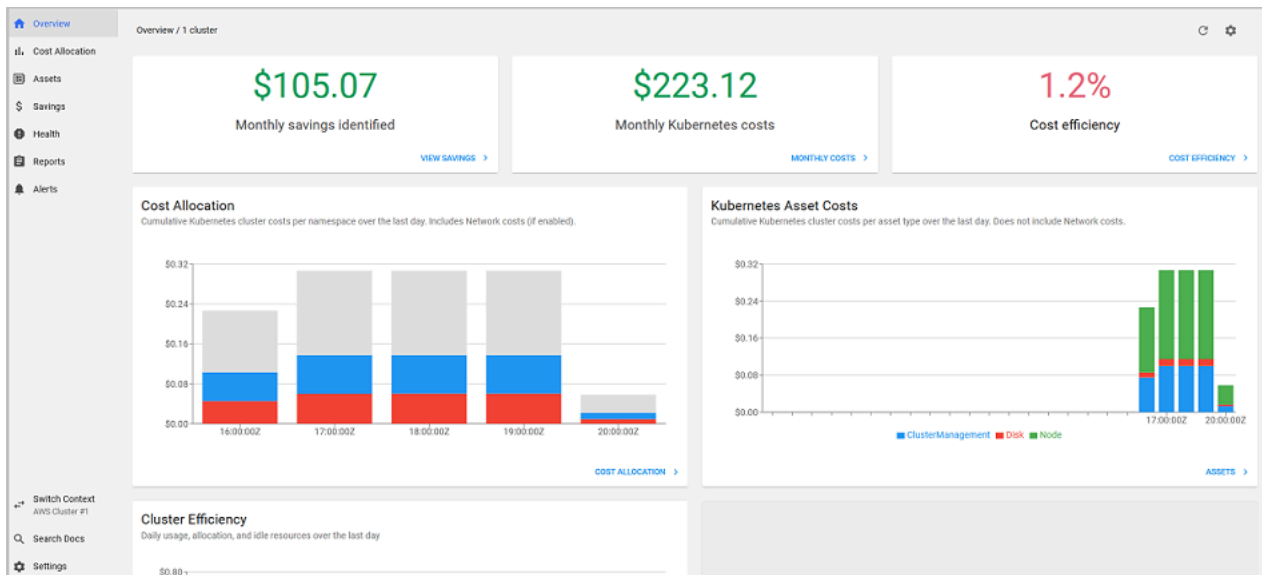 Overview
Cost Allocation
Assets
Savings
Health
Reports
Alerts
Switch Context
AWS Cluster #1
Search Docs
Settings
Overview / 1 cluster
$105.07
Monthly savings identified
VIEW SAVINGS
$223.12
Monthly Kubernetes costs
MONTHLY COSTS
1.2%
Cost efficiency
COST EFFICIENCY
Cost Allocation
Cumulative Kubernetes cluster costs per namespace over the last day. Includes Network costs (if enabled).
$0.32
$0.24
$0.16
$0.08
$0.00
16:00:00Z 17:00:00Z 18:00:00Z 19:00:00Z 20:00:00Z
COST ALLOCATION
Kubernetes Asset Costs
Cumulative Kubernetes cluster costs per asset type over the last day. Does not include Network costs.
$0.32
$0.24
$0.16
$0.08
$0.00
17:00:00Z 20:00:00Z
ClusterManagement Disk Node
ASSETS
Cluster Efficiency
Daily usage, allocation, and idle resources over the last day
$0.80